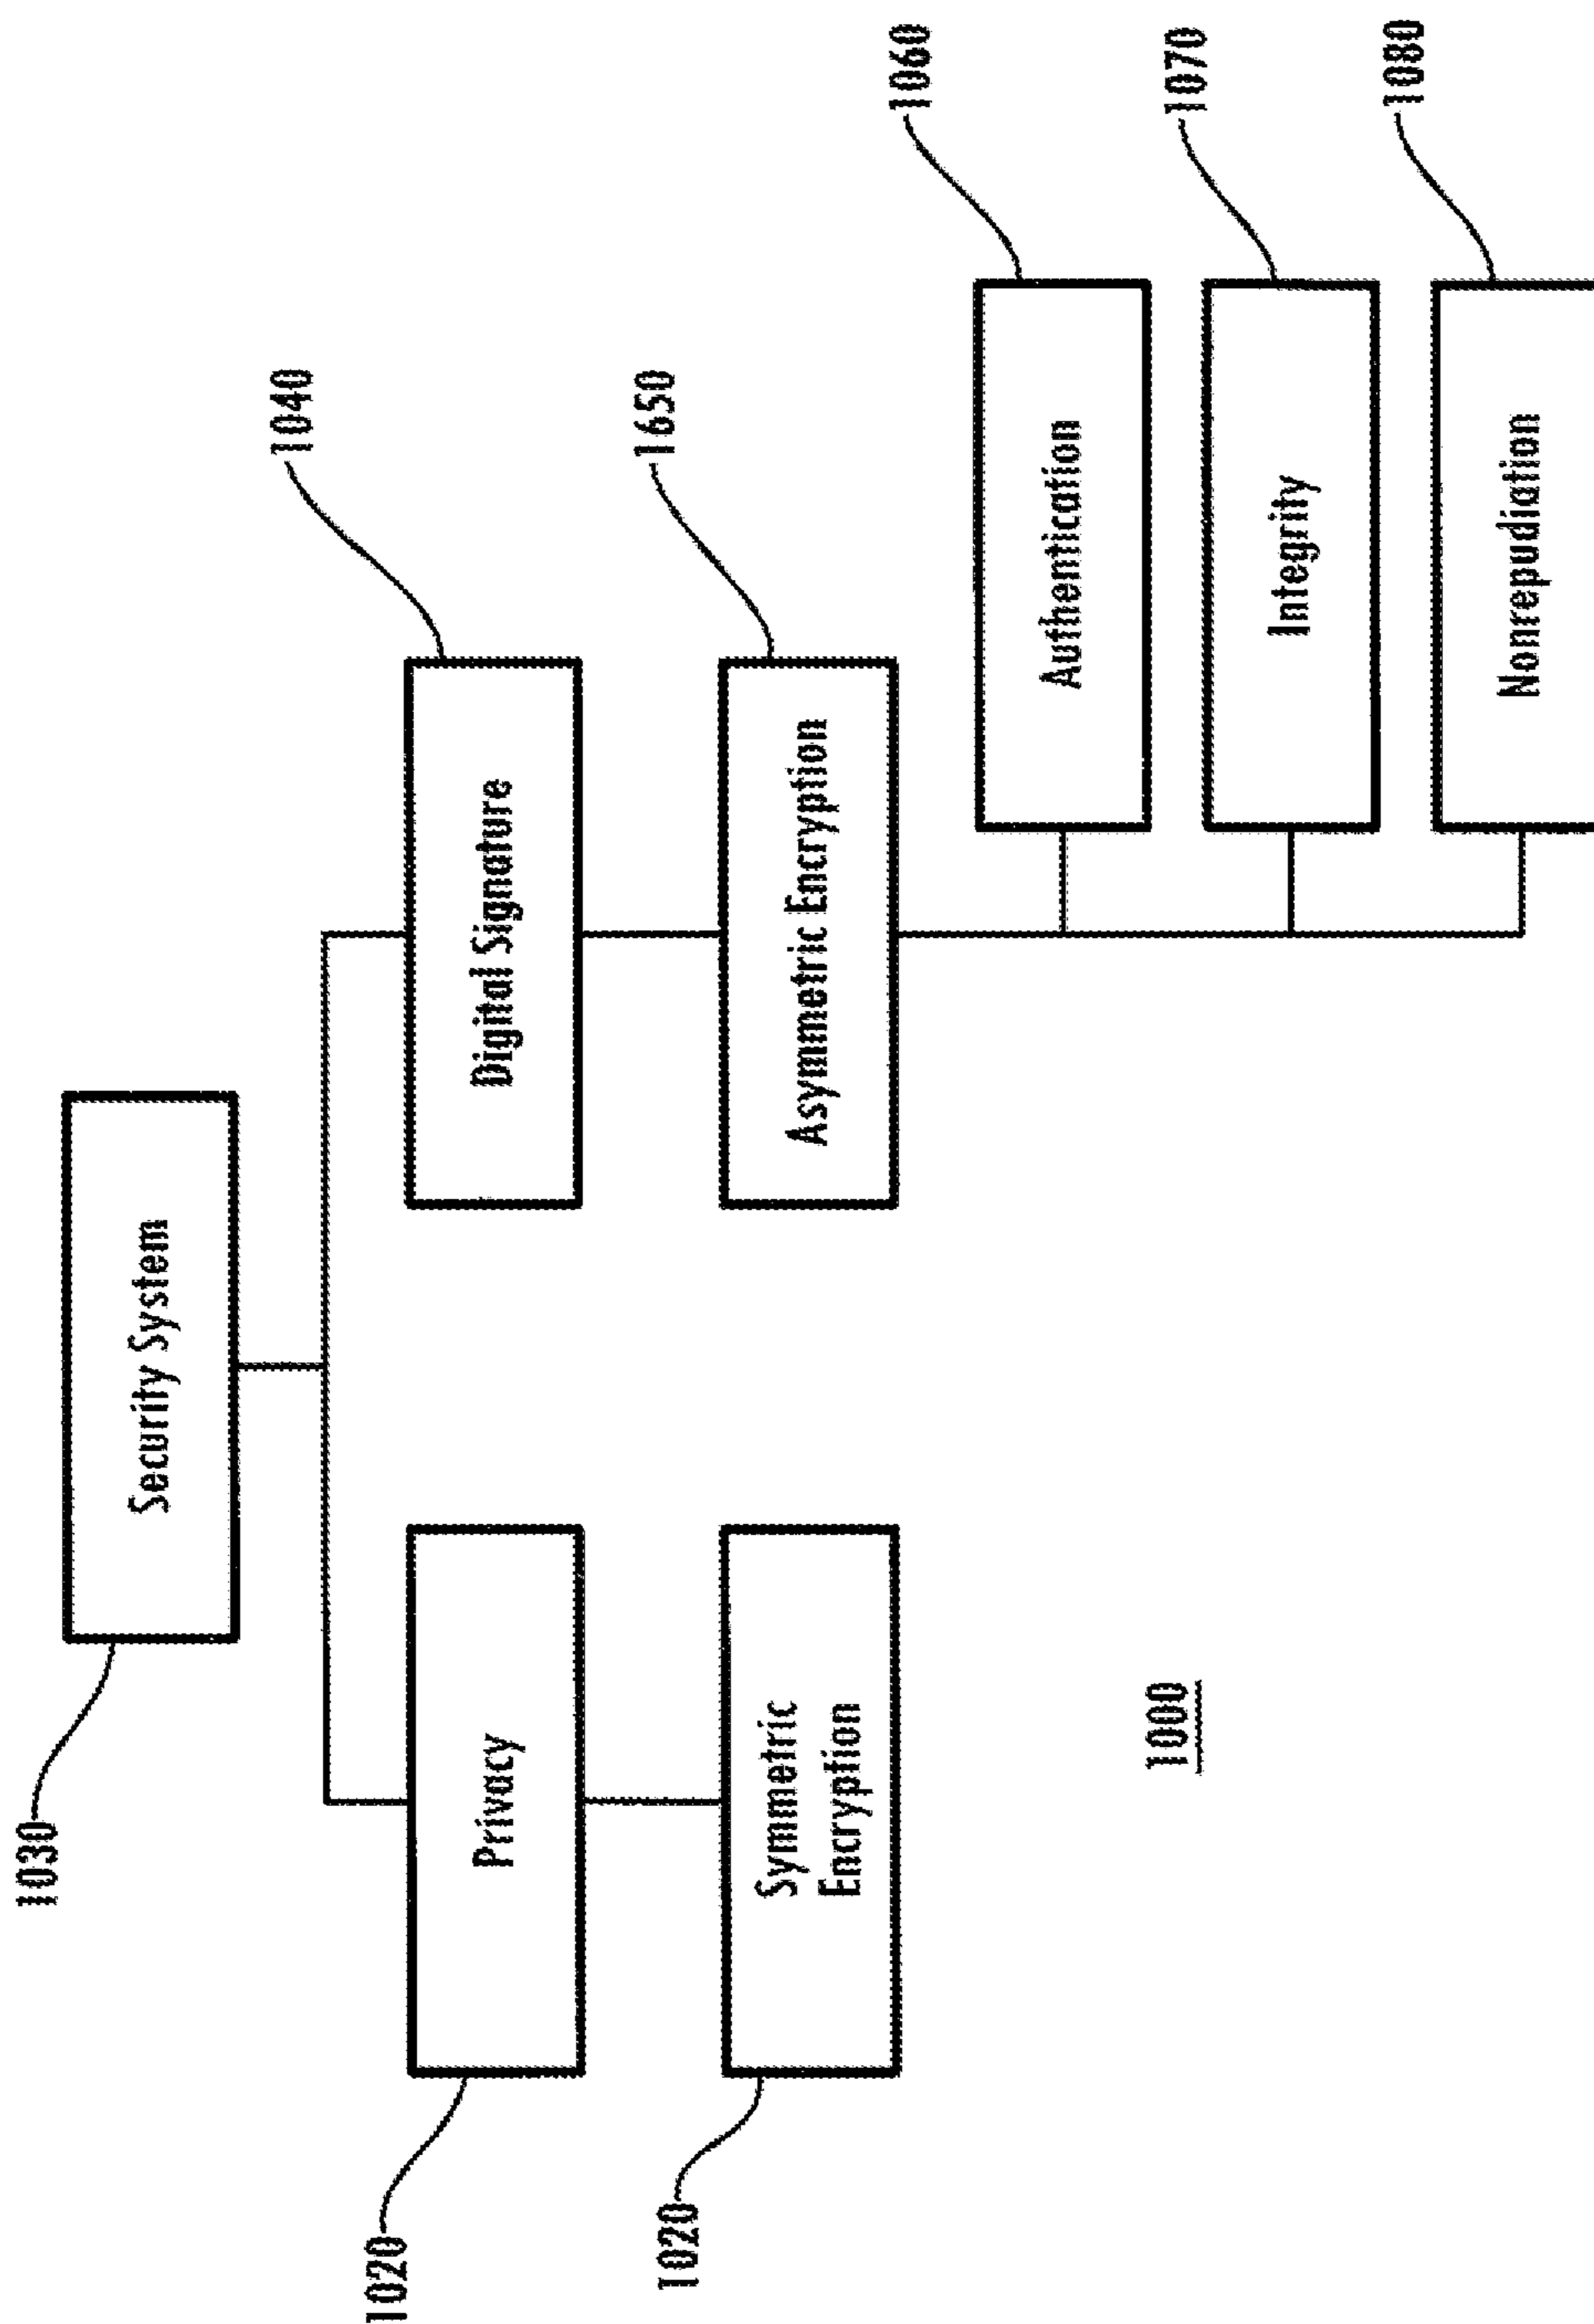 1030
Security System
1020
Privacy
Digital Signature
1040
1020
Symmetric
Encryption
Asymmetric Encryption
1650
Authentication
1060
1000
Integrity
1070
Nonrepudiation
1080